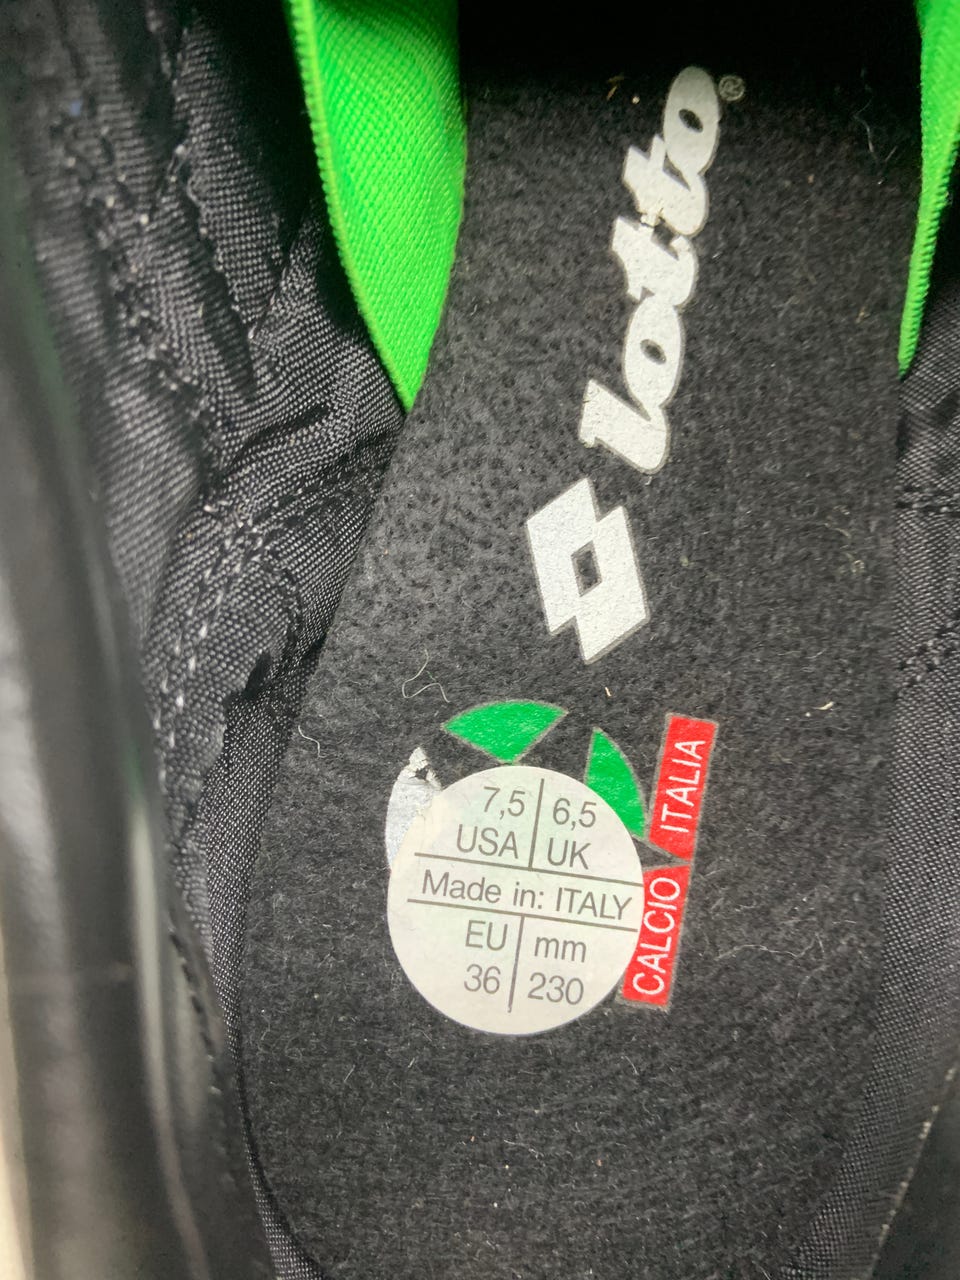 lotto®
ITALIA
CALCIO
7,5 6,5
USA UK
Made in: ITALY
EU mm
36 230